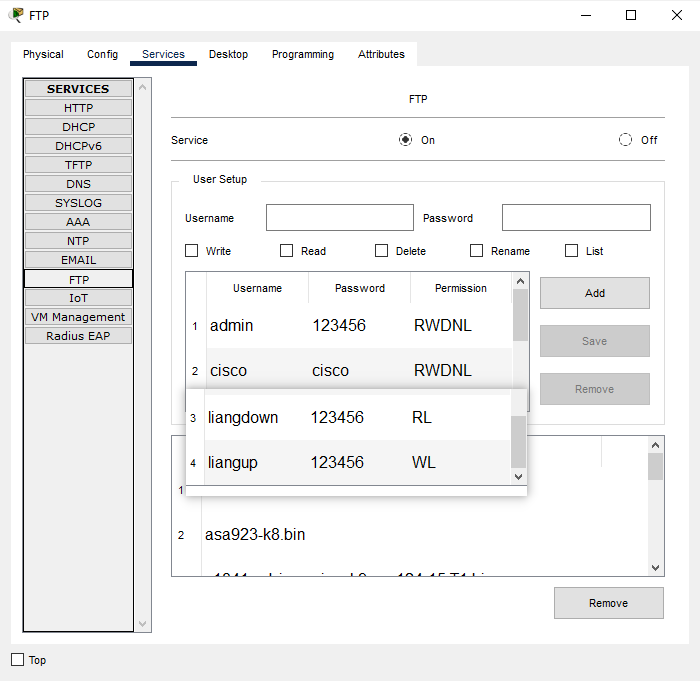 FTP
Physical Config Services Desktop Programming Attributes
SERVICES
HTTP
DHCP
DHCPv6
TFTP
DNS
SYSLOG
AAA
NTP
EMAIL
FTP
IoT
VM Management
Radius EAP
FTP
Service On Off
User Setup
Username Password
Write Read Delete Rename List
Username Password Permission
1 admin 123456 RWDNL
2 cisco cisco RWDNL
3 liangdown 123456 RL
4 liangup 123456 WL
Add
Save
Remove
1
2 asa923-k8.bin
Remove
Top